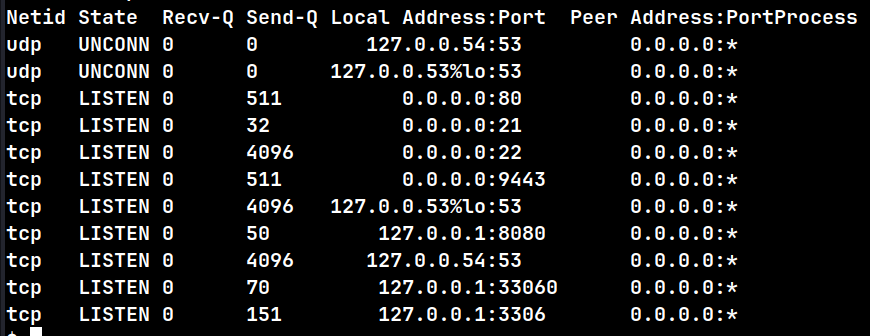 Netid State  Recv-Q Send-Q Local Address:Port  Peer Address:PortProcess
udp   UNCONN 0      0         127.0.0.54:53         0.0.0.0:*
udp   UNCONN 0      0      127.0.0.53%lo:53         0.0.0.0:*
tcp   LISTEN 0      511          0.0.0.0:80         0.0.0.0:*
tcp   LISTEN 0      32           0.0.0.0:21         0.0.0.0:*
tcp   LISTEN 0      4096         0.0.0.0:22         0.0.0.0:*
tcp   LISTEN 0      511          0.0.0.0:9443       0.0.0.0:*
tcp   LISTEN 0      4096   127.0.0.53%lo:53         0.0.0.0:*
tcp   LISTEN 0      50         127.0.0.1:8080       0.0.0.0:*
tcp   LISTEN 0      4096      127.0.0.54:53         0.0.0.0:*
tcp   LISTEN 0      70         127.0.0.1:33060      0.0.0.0:*
tcp   LISTEN 0      151        127.0.0.1:3306       0.0.0.0:*